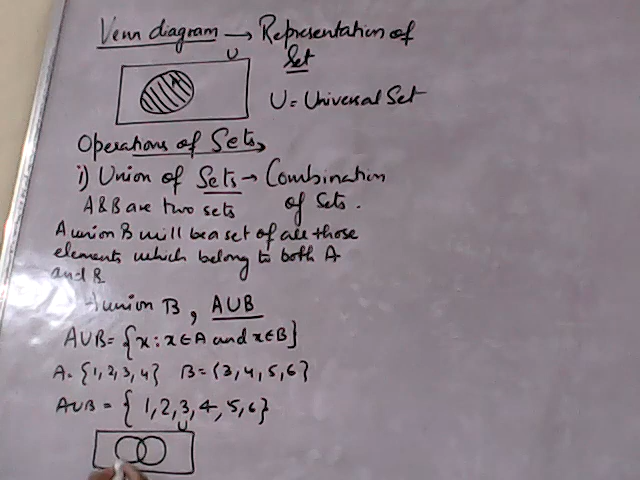 Venn diagram → Representation of
Set
U
A
U = Universal Set
Operations of Sets,
i) Union of Sets → Combination
of Sets.
A & B are two sets
A union B will be a set of all those
elements which belong to both A
and B
A union B, AUB
AUB = {x : x ∈ A and x ∈ B}
A = {1, 2, 3, 4} B = {3, 4, 5, 6}
AUB = { 1, 2, 3, 4, 5, 6}
U